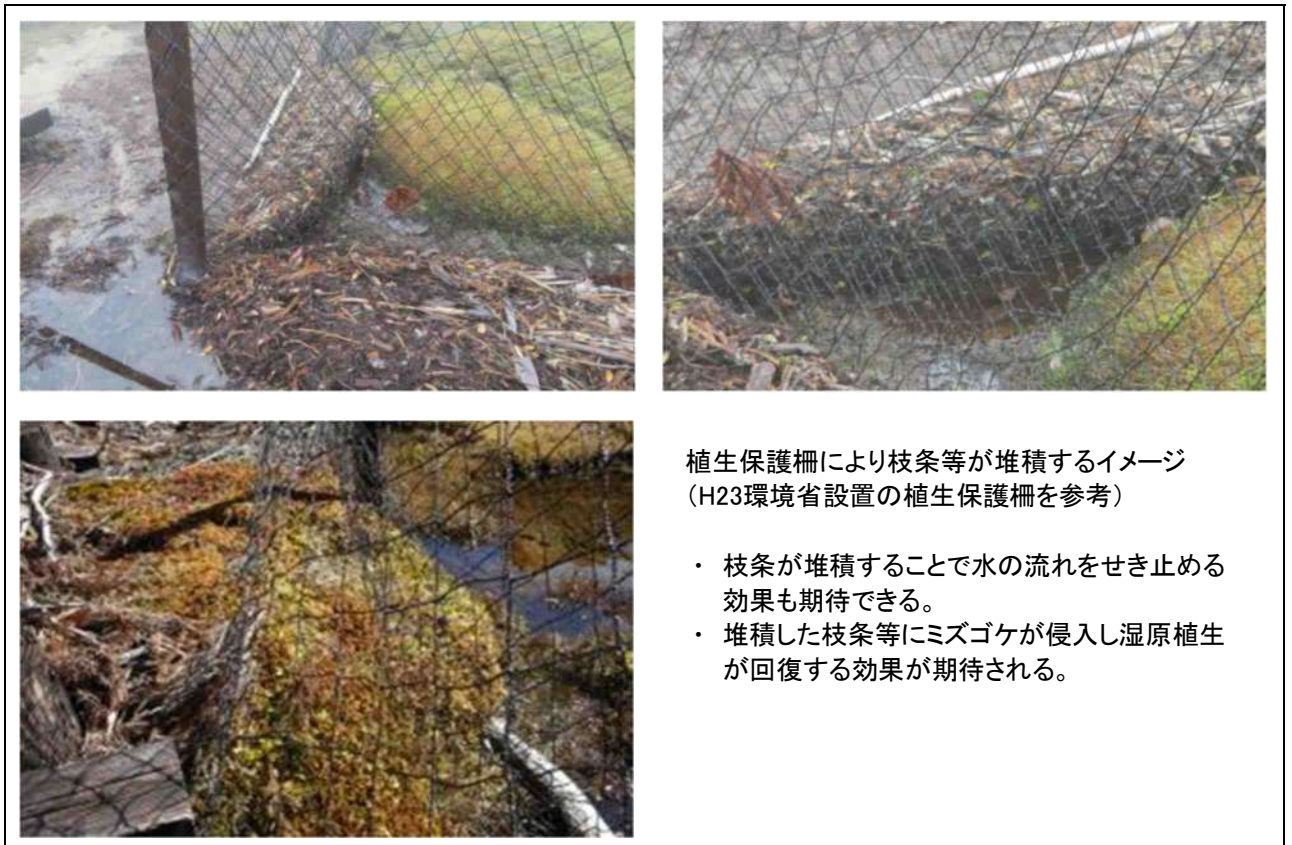 植生保護柵により枝条等が堆積するイメージ
（H23環境省設置の植生保護柵を参考）
・ 枝条が堆積することで水の流れをせき止める
効果も期待できる。
・ 堆積した枝条等にミズゴケが侵入し湿原植生
が回復する効果が期待される。